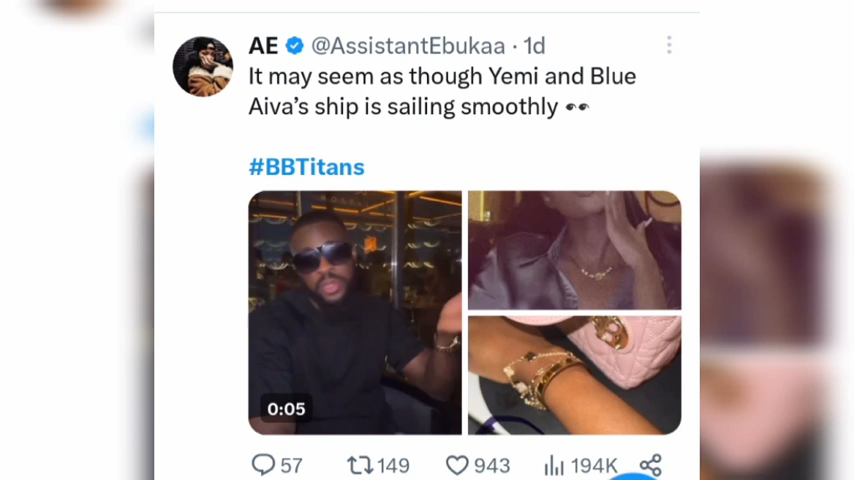 AE @AssistantEbukaa · 1d
It may seem as though Yemi and Blue
Aiva's ship is sailing smoothly 👀
#BBTitans
0:05
57 149 943 194K